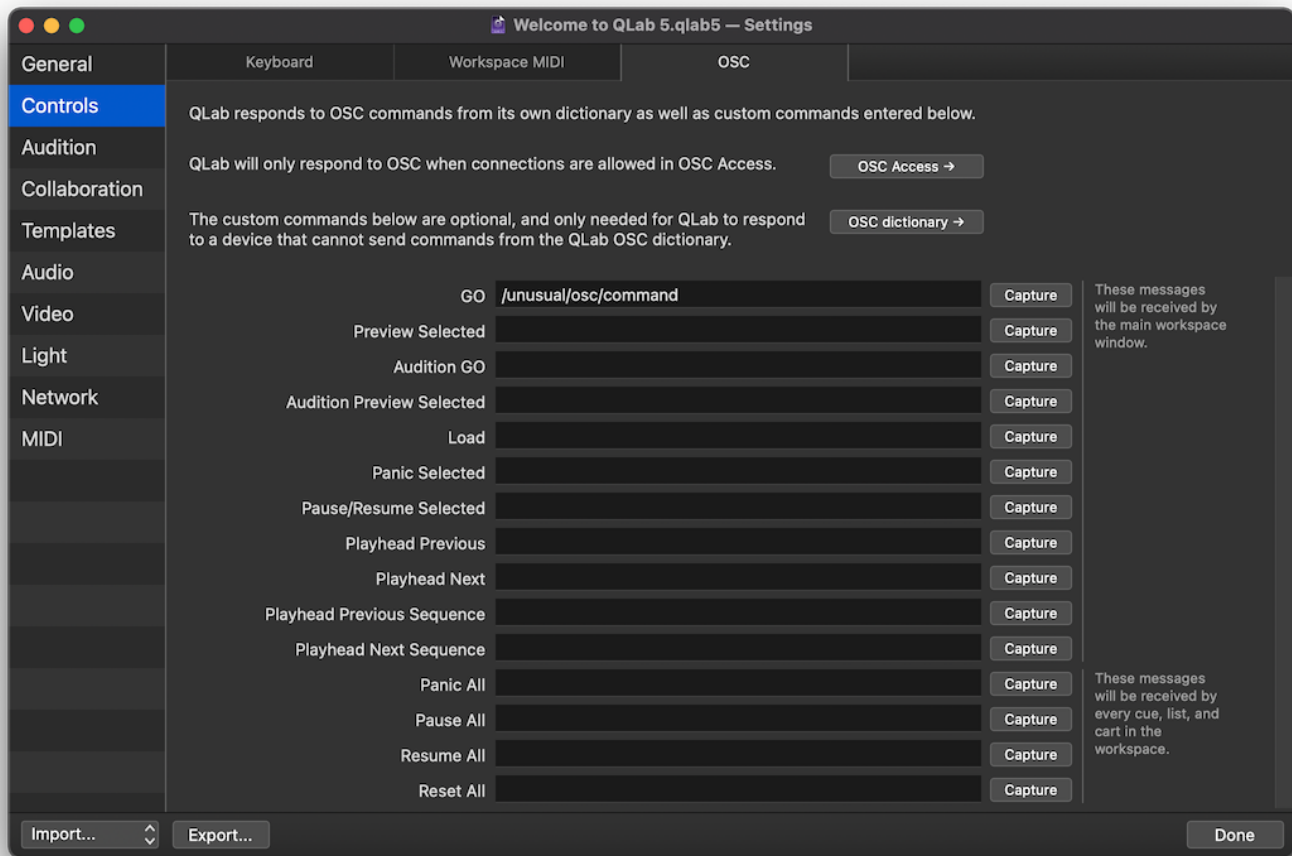 Welcome to QLab 5.qlab5 — Settings
General
Controls
Audition
Collaboration
Templates
Audio
Video
Light
Network
MIDI
Keyboard
Workspace MIDI
OSC
QLab responds to OSC commands from its own dictionary as well as custom commands entered below.
QLab will only respond to OSC when connections are allowed in OSC Access.
OSC Access →
The custom commands below are optional, and only needed for QLab to respond
to a device that cannot send commands from the QLab OSC dictionary.
OSC dictionary →
GO /unusual/osc/command Capture
Preview Selected Capture
Audition GO Capture
Audition Preview Selected Capture
Load Capture
Panic Selected Capture
Pause/Resume Selected Capture
Playhead Previous Capture
Playhead Next Capture
Playhead Previous Sequence Capture
Playhead Next Sequence Capture
These messages
will be received by
the main workspace
window.
Panic All Capture
Pause All Capture
Resume All Capture
Reset All Capture
These messages
will be received by
every cue, list, and
cart in the
workspace.
Import...
Export...
Done